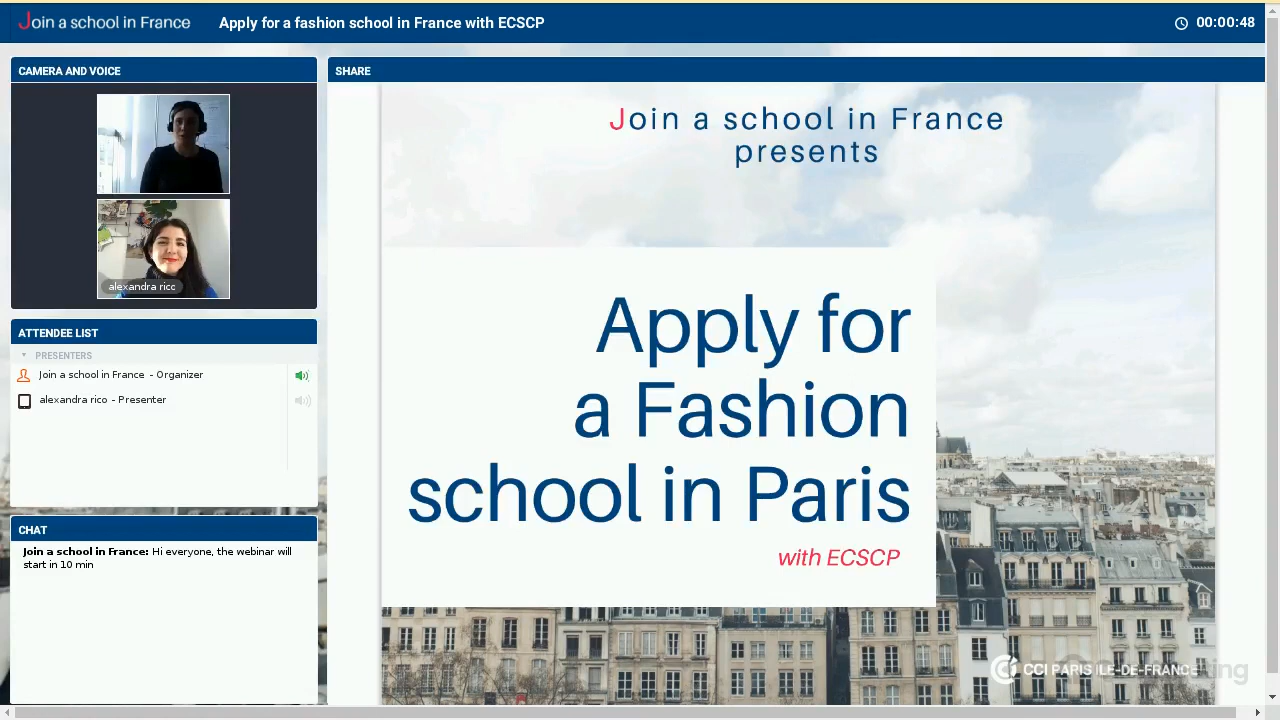 Join a school in France
Apply for a fashion school in France with ECSCP
00:00:48
CAMERA AND VOICE
alexandra rico
ATTENDEE LIST
PRESENTERS
Join a school in France - Organizer
alexandra rico - Presenter
CHAT
Join a school in France: Hi everyone, the webinar will
start in 10 min
SHARE
Join a school in France
presents
Apply for
a Fashion
school in Paris
with ECSCP
CCI PARIS ILE-DE-FRANCE